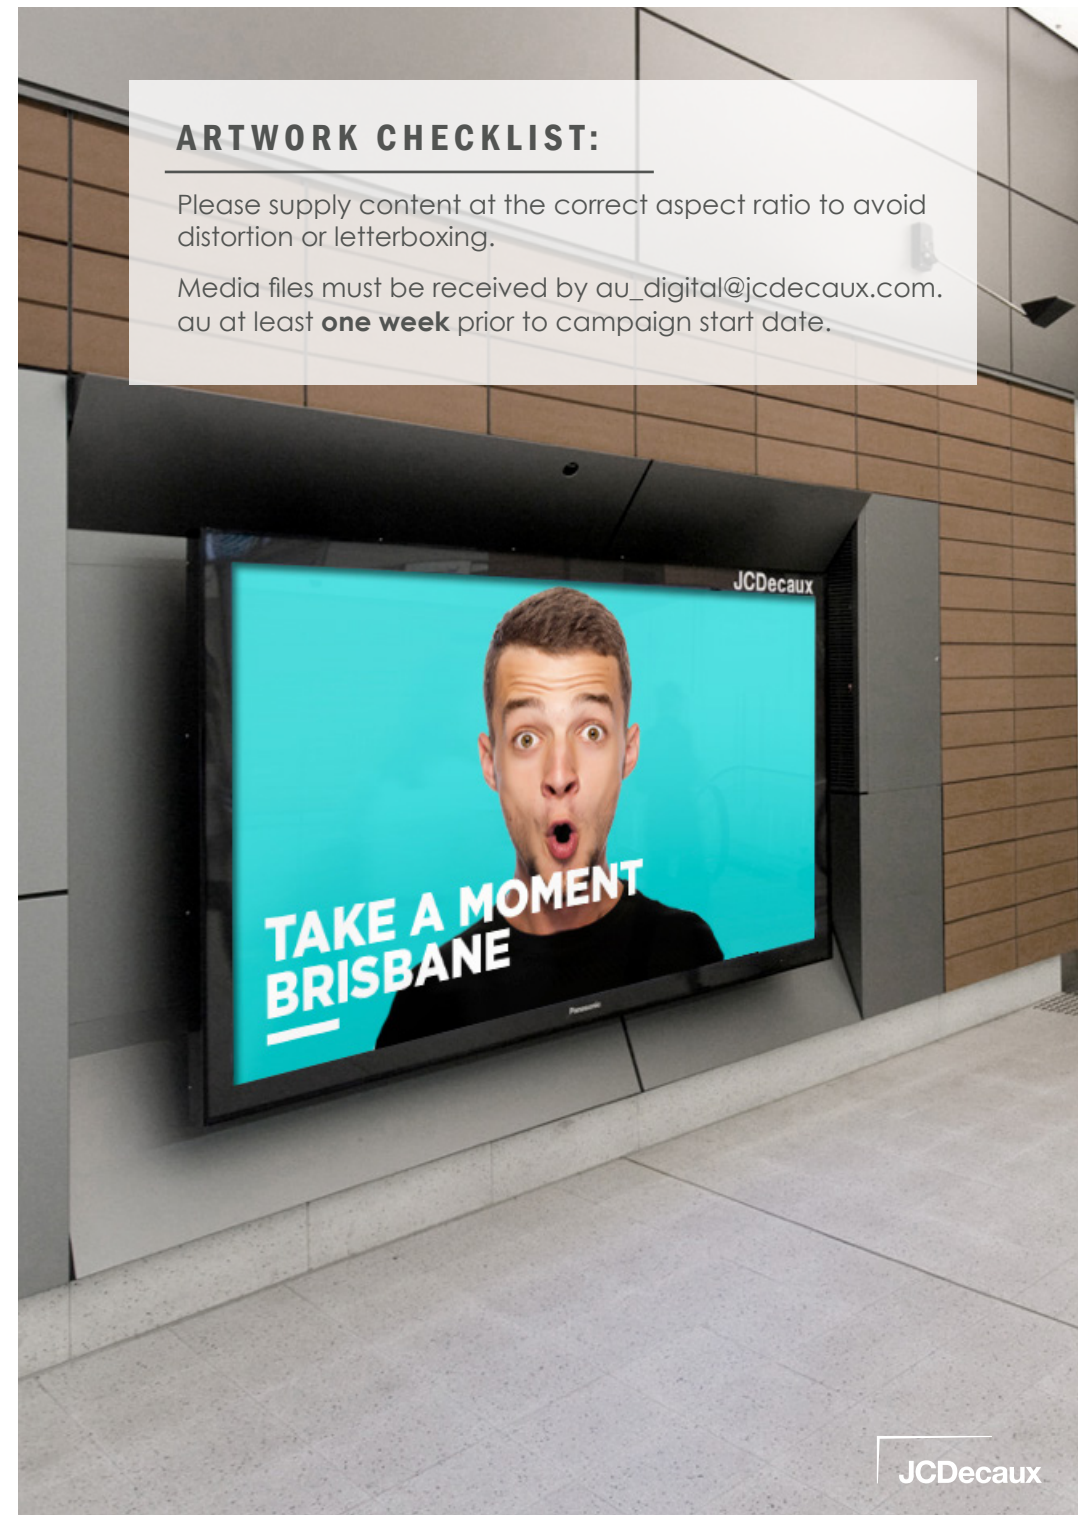 ARTWORK CHECKLIST:
Please supply content at the correct aspect ratio to avoid
distortion or letterboxing.
Media files must be received by au_digital@jcdecaux.com.
au at least one week prior to campaign start date.
JCDecaux
TAKE A MOMENT
BRISBANE
Panasonic
JCDecaux